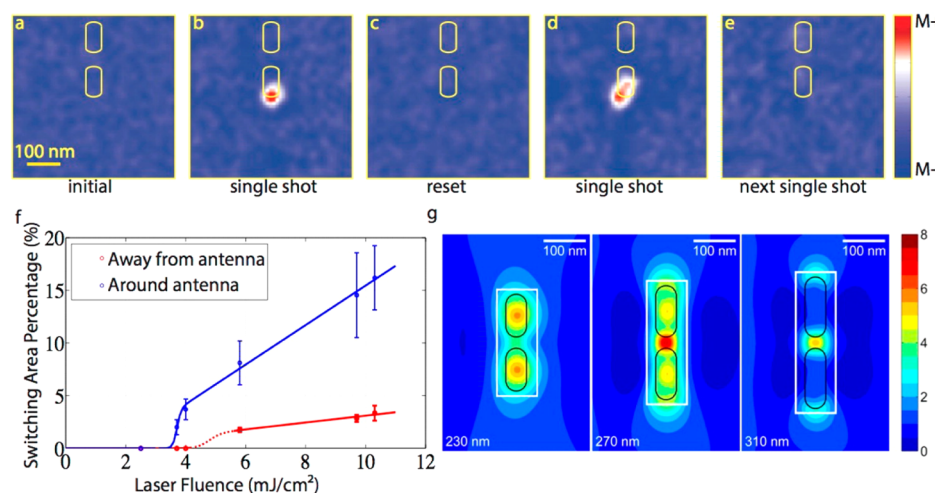 a b c d e
M-
M-
100 nm
initial single shot reset single shot next single shot
f
g
Switching Area Percentage (%)
20
15
10
5
0
Away from antenna
Around antenna
0 2 4 6 8 10 12
Laser Fluence (mJ/cm²)
100 nm 100 nm 100 nm
230 nm 270 nm 310 nm
8
6
4
2
0